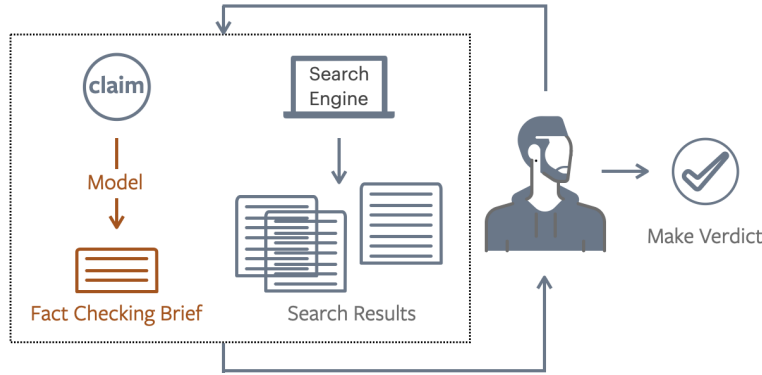 claim
Search
Engine
Model
Fact Checking Brief
Search Results
Make Verdict